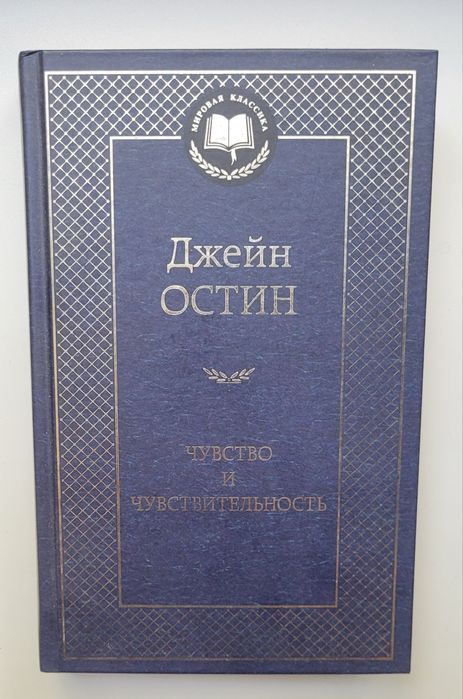 МИРОВАЯ КЛАССИКА
Джейн
ОСТИН
ЧУВСТВО
И
ЧУВСТВИТЕЛЬНОСТЬ